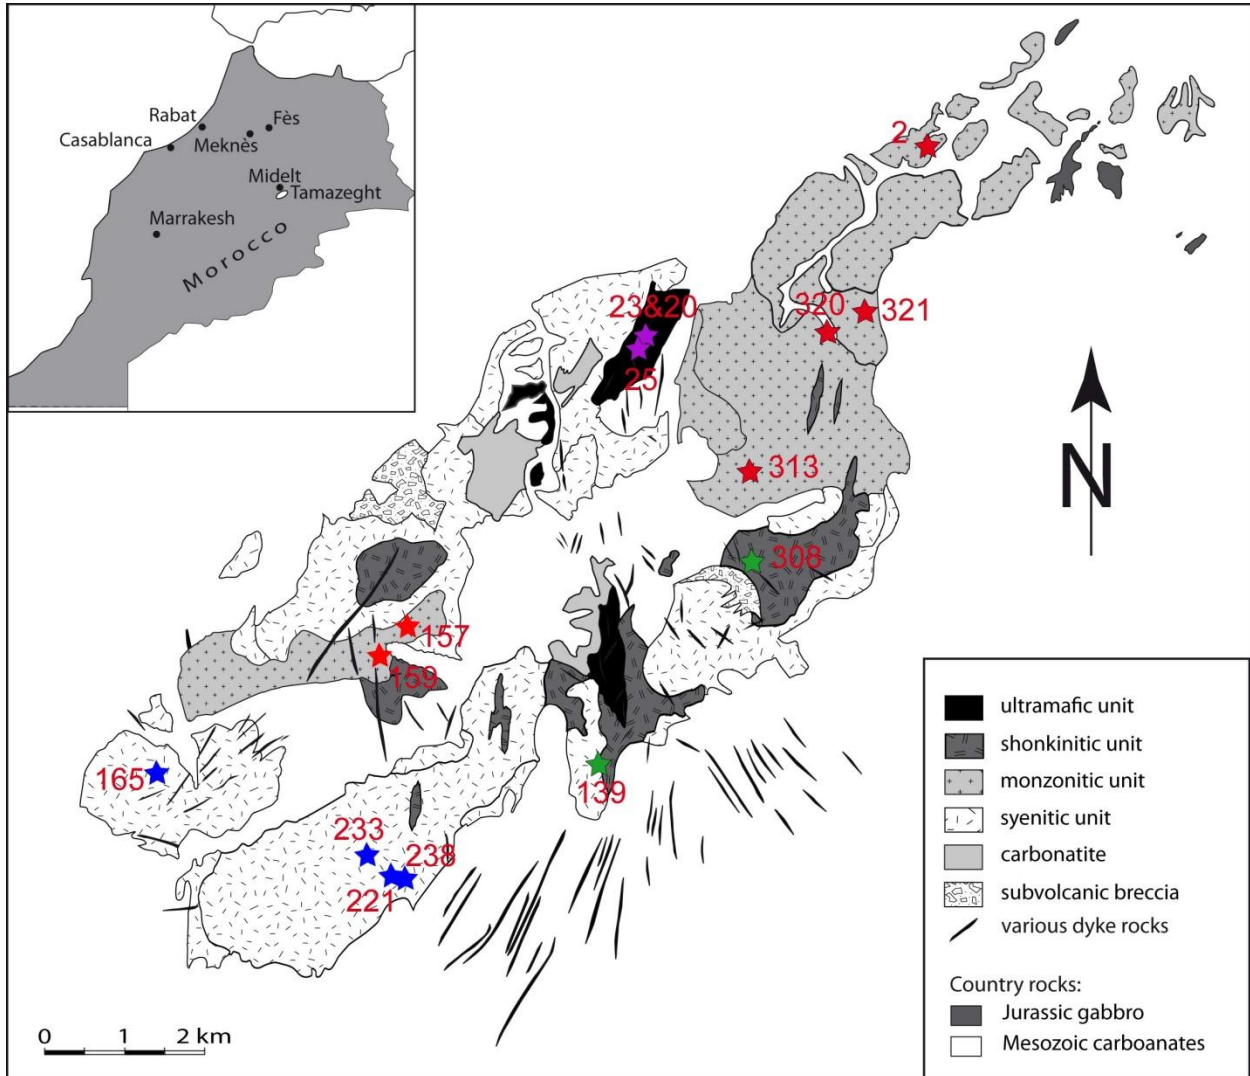 Rabat
Fès
Casablanca
Meknès
Midelt
Tamazeght
Marrakesh
Morocco
2
23&20
320
321
25
313
308
157
159
165
139
233
238
221
N
ultramafic unit
shonkinitic unit
monzonitic unit
syenitic unit
carbonatite
subvolcanic breccia
various dyke rocks
Country rocks:
Jurassic gabbro
Mesozoic carboanates
0 1 2 km